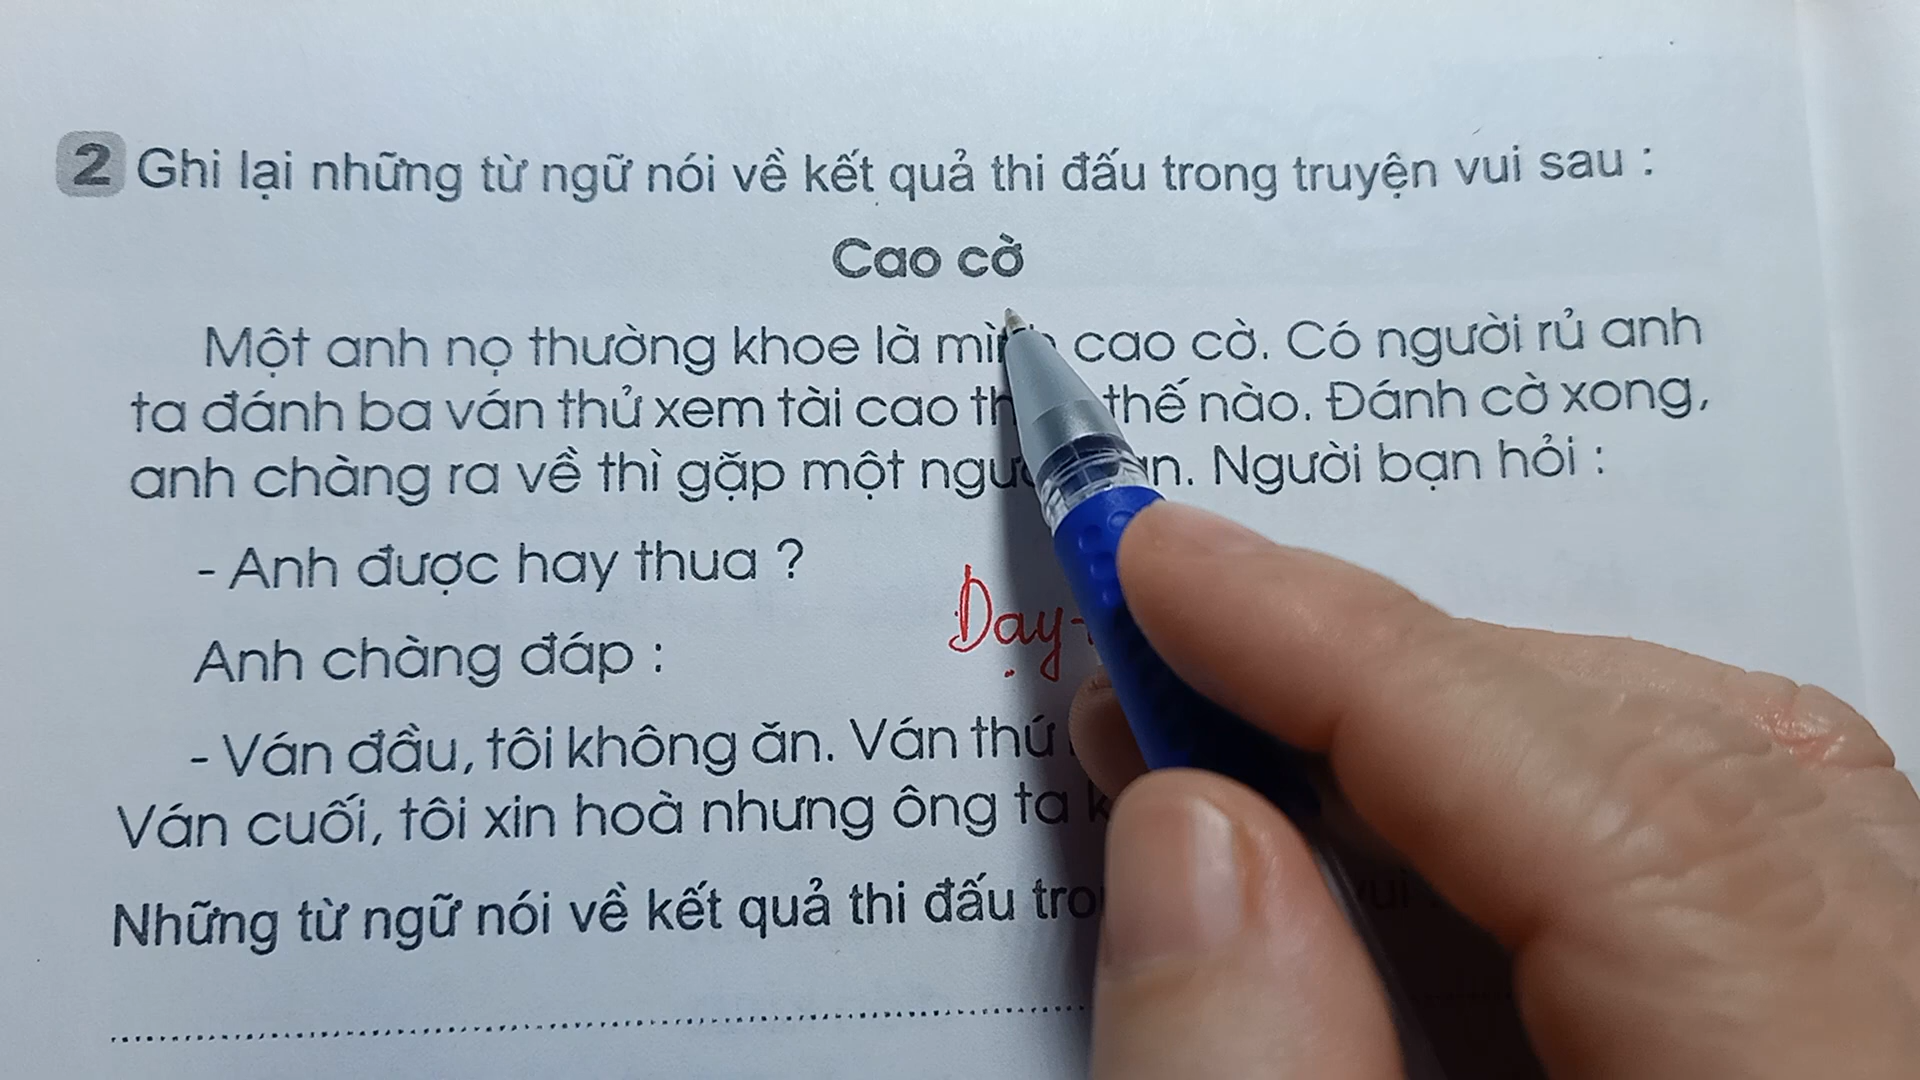 2 Ghi lại những từ ngữ nói về kết quả thi đấu trong truyện vui sau :
Cao cờ
Một anh nọ thường khoe là cao cờ. Có người rủ anh
ta đánh ba ván thử xem tài cao thế nào. Đánh cờ xong,
anh chàng ra về thì gặp một Người bạn hỏi :
- Anh được hay thua ?
Dạy
Anh chàng đáp :
- Ván đầu, tôi không ăn. Ván thứ
Ván cuối, tôi xin hoà nhưng ông ta
Những từ ngữ nói về kết quả thi đấu